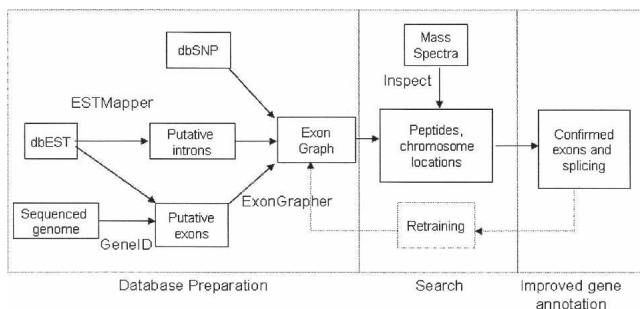 dbSNP
Mass
Spectra
ESTMapper
Inspect
dbEST
Putative
introns
Exon
Graph
Peptides,
chromosome
locations
Confirmed
exons and
splicing
ExonGrapher
Sequenced
genome
GeneID
Putative
exons
Retraining
Database Preparation
Search
Improved gene
annotation